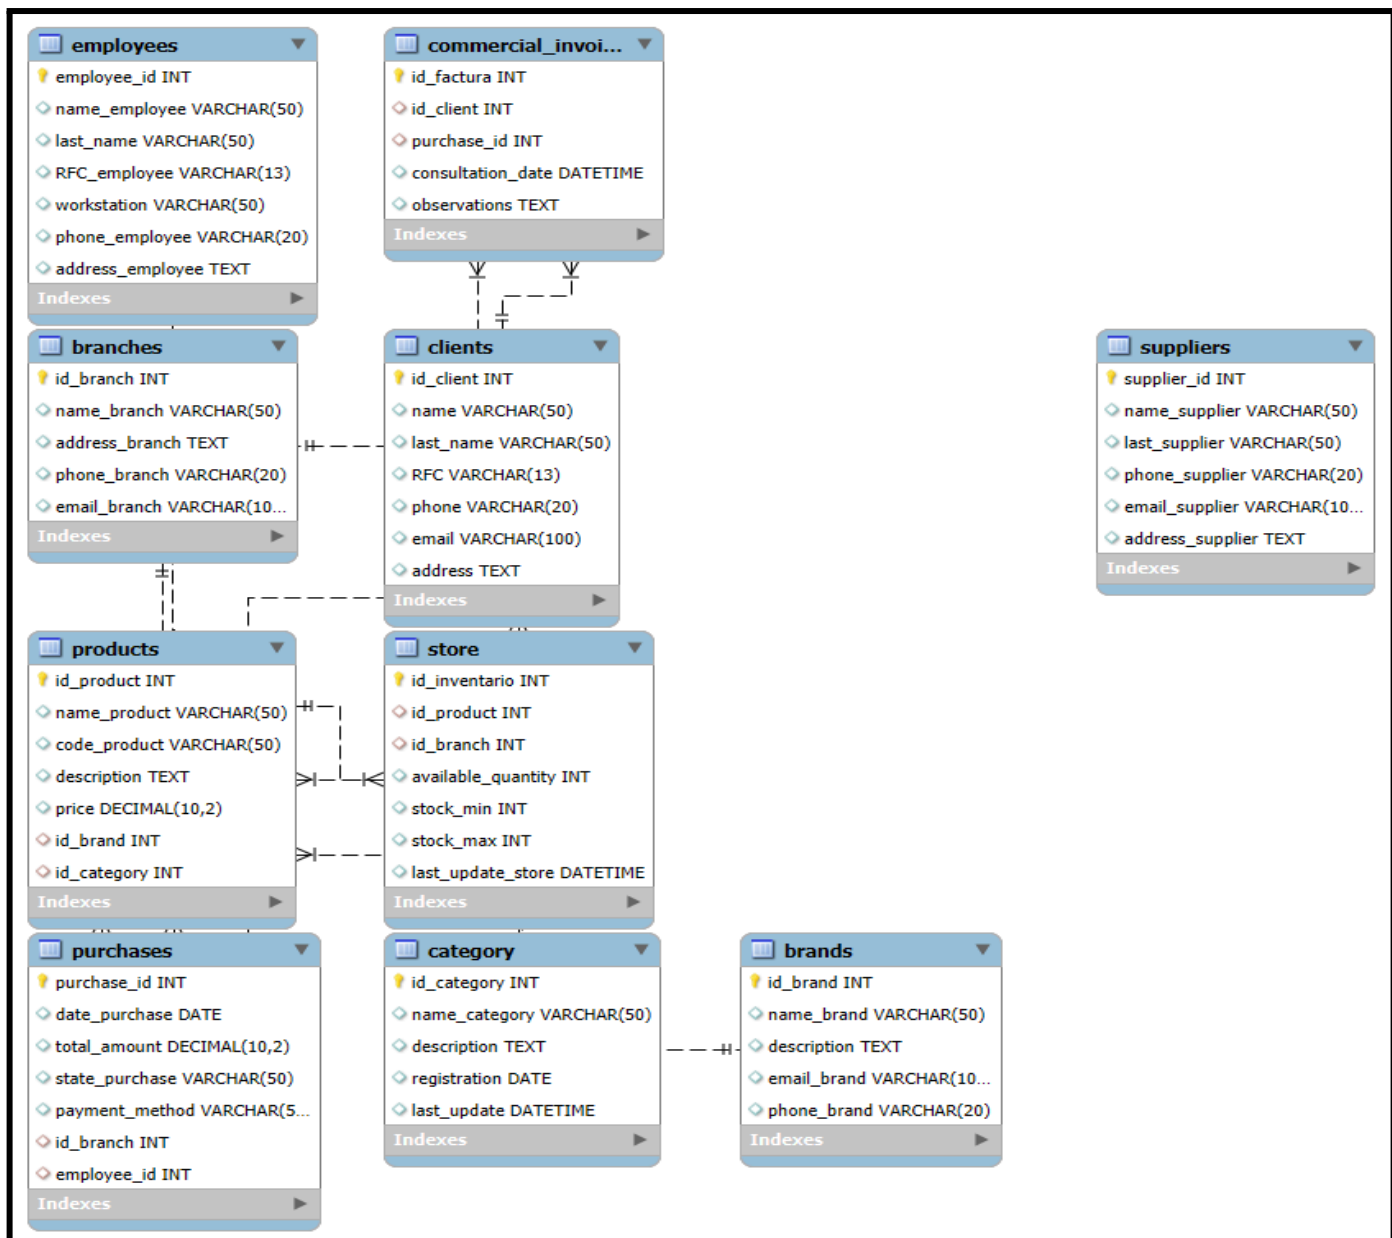 employees
employee_id INT
name_employee VARCHAR(50)
last_name VARCHAR(50)
RFC_employee VARCHAR(13)
workstation VARCHAR(50)
phone_employee VARCHAR(20)
address_employee TEXT
Indexes
commercial_invoi...
id_factura INT
id_client INT
purchase_id INT
consultation_date DATETIME
observations TEXT
Indexes
branches
id_branch INT
name_branch VARCHAR(50)
address_branch TEXT
phone_branch VARCHAR(20)
email_branch VARCHAR(10...
Indexes
clients
id_client INT
name VARCHAR(50)
last_name VARCHAR(50)
RFC VARCHAR(13)
phone VARCHAR(20)
email VARCHAR(100)
address TEXT
Indexes
suppliers
supplier_id INT
name_supplier VARCHAR(50)
last_supplier VARCHAR(50)
phone_supplier VARCHAR(20)
email_supplier VARCHAR(10...
address_supplier TEXT
Indexes
products
id_product INT
name_product VARCHAR(50)
code_product VARCHAR(50)
description TEXT
price DECIMAL(10,2)
id_brand INT
id_category INT
Indexes
store
id_inventario INT
id_product INT
id_branch INT
available_quantity INT
stock_min INT
stock_max INT
last_update_store DATETIME
Indexes
purchases
purchase_id INT
date_purchase DATE
total_amount DECIMAL(10,2)
state_purchase VARCHAR(50)
payment_method VARCHAR(5...
id_branch INT
employee_id INT
Indexes
category
id_category INT
name_category VARCHAR(50)
description TEXT
registration DATE
last_update DATETIME
Indexes
brands
id_brand INT
name_brand VARCHAR(50)
description TEXT
email_brand VARCHAR(10...
phone_brand VARCHAR(20)
Indexes